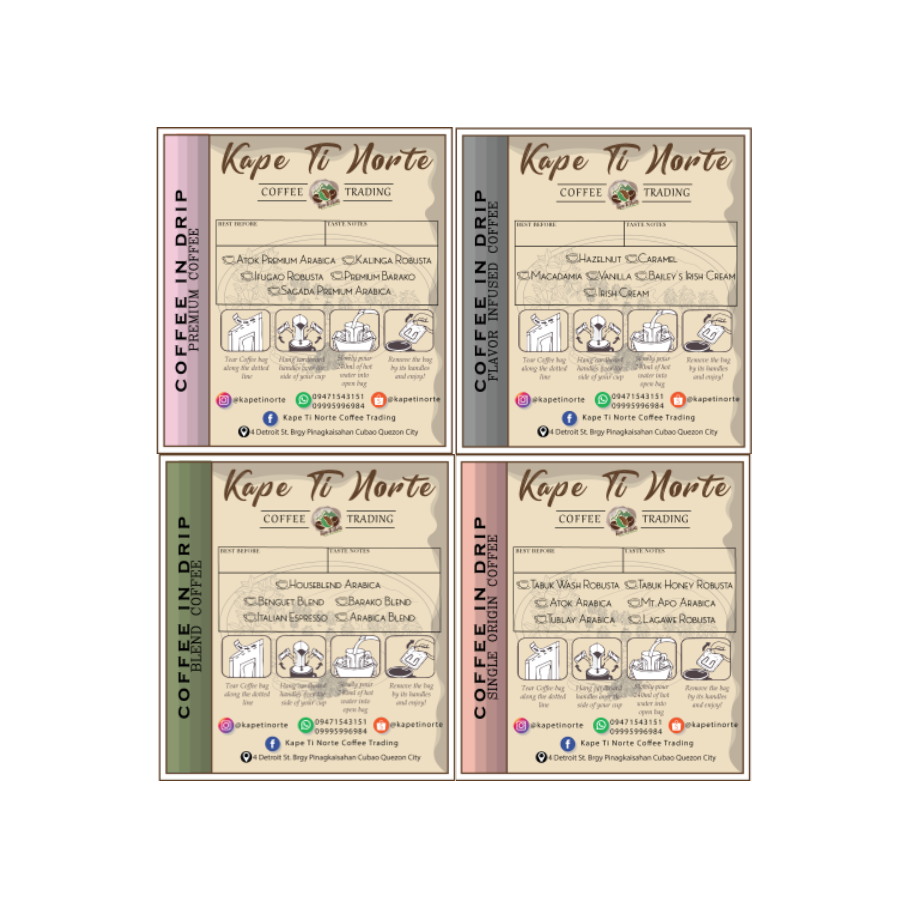 COFFEE IN DRIP
PREMIUM COFFEE
Kape Ti Norte
COFFEE TRADING
BEST BEFORE TASTE NOTES
ATOK PREMIUM ARABICA KALINGA ROBUSTA
IFUGAO ROBUSTA PREMIUM BARAKO
SAGADA PREMIUM ARABICA
Tear Coffee bag along the dotted line
Hang cardboard handles over the side of your cup
Slowly pour 240ml of hot water into open bag
Remove the bag by its handles and enjoy!
@kapetinorte 09471543151 @kapetinorte
09995996984
Kape Ti Norte Coffee Trading
4 Detroit St. Brgy Pinagkaisahan Cubao Quezon City
COFFEE IN DRIP
FLAVOR INFUSED COFFEE
Kape Ti Norte
COFFEE TRADING
BEST BEFORE TASTE NOTES
HAZELNUT CARAMEL
MACADAMIA VANILLA BAILEY'S IRISH CREAM
IRISH CREAM
Tear Coffee bag along the dotted line
Hang cardboard handles over the side of your cup
Slowly pour 240ml of hot water into open bag
Remove the bag by its handles and enjoy!
@kapetinorte 09471543151 @kapetinorte
09995996984
Kape Ti Norte Coffee Trading
4 Detroit St. Brgy Pinagkaisahan Cubao Quezon City
COFFEE IN DRIP
BLEND COFFEE
Kape Ti Norte
COFFEE TRADING
BEST BEFORE TASTE NOTES
HOUSEBLEND ARABICA
BENGUET BLEND BARAKO BLEND
ITALIAN ESPRESSO ARABICA BLEND
Tear Coffee bag along the dotted line
Hang cardboard handles over the side of your cup
Slowly pour 240ml of hot water into open bag
Remove the bag by its handles and enjoy!
@kapetinorte 09471543151 @kapetinorte
09995996984
Kape Ti Norte Coffee Trading
4 Detroit St. Brgy Pinagkaisahan Cubao Quezon City
COFFEE IN DRIP
SINGLE ORIGIN COFFEE
Kape Ti Norte
COFFEE TRADING
BEST BEFORE TASTE NOTES
TABUK WASH ROBUSTA TABUK HONEY ROBUSTA
ATOK ARABICA MT. APO ARABICA
TUBLAY ARABICA LAGAWE ROBUSTA
Tear Coffee bag along the dotted line
Hang cardboard handles over the side of your cup
Slowly pour 240ml of hot water into open bag
Remove the bag by its handles and enjoy!
@kapetinorte 09471543151 @kapetinorte
09995996984
Kape Ti Norte Coffee Trading
4 Detroit St. Brgy Pinagkaisahan Cubao Quezon City